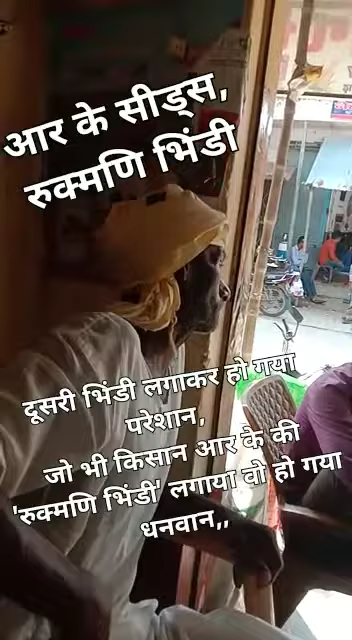 आर के सीड्स,
रुक्मणि भिंडी
दूसरी भिंडी लगाकर हो गया
परेशान,
जो भी किसान आर के की
'रुक्मणि भिंडी' लगाया वो हो गया
धनवान,,